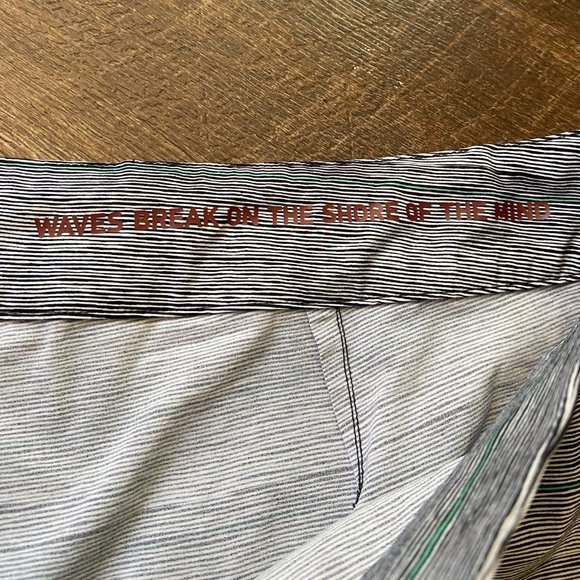 WAVES BREAK ON THE SHORE OF THE MIND